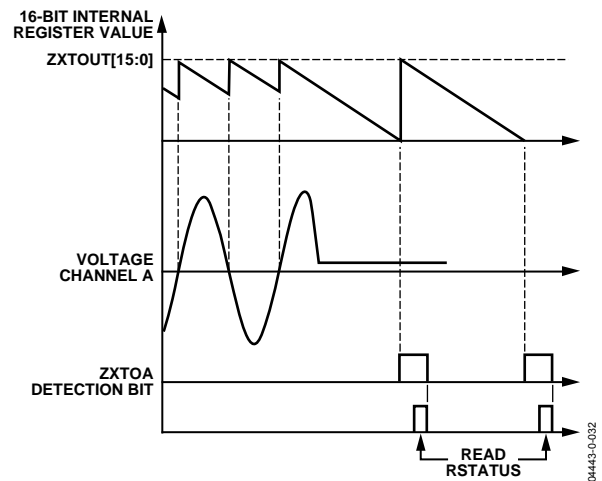 16-BIT INTERNAL
REGISTER VALUE
ZXTOUT[15:0]
VOLTAGE
CHANNEL A
ZXTOA
DETECTION BIT
READ
RSTATUS
04443-0-032